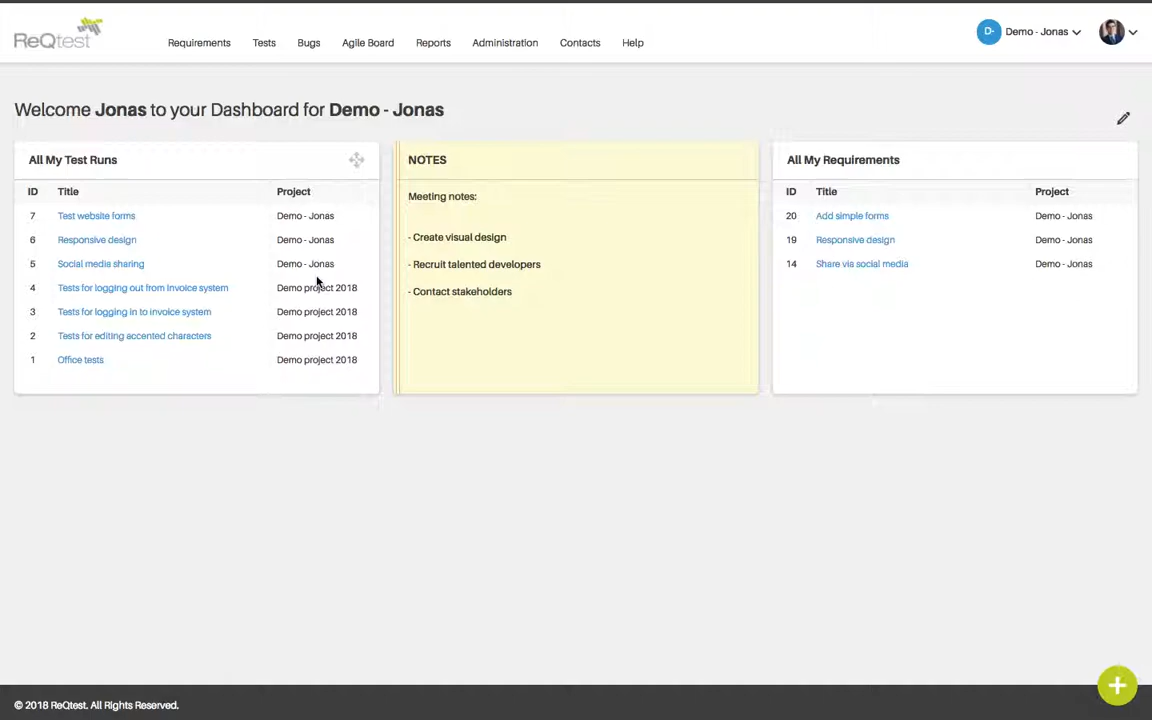 ReQtest
Requirements Tests Bugs Agile Board Reports Administration Contacts Help
D- Demo - Jonas
Welcome Jonas to your Dashboard for Demo - Jonas
All My Test Runs
ID Title Project
7 Test website forms Demo - Jonas
6 Responsive design Demo - Jonas
5 Social media sharing Demo - Jonas
4 Tests for logging out from invoice system Demo project 2018
3 Tests for logging in to invoice system Demo project 2018
2 Tests for editing accented characters Demo project 2018
1 Office tests Demo project 2018
NOTES
Meeting notes:
- Create visual design
- Recruit talented developers
- Contact stakeholders
All My Requirements
ID Title Project
20 Add simple forms Demo - Jonas
19 Responsive design Demo - Jonas
14 Share via social media Demo - Jonas
© 2018 ReQtest. All Rights Reserved.